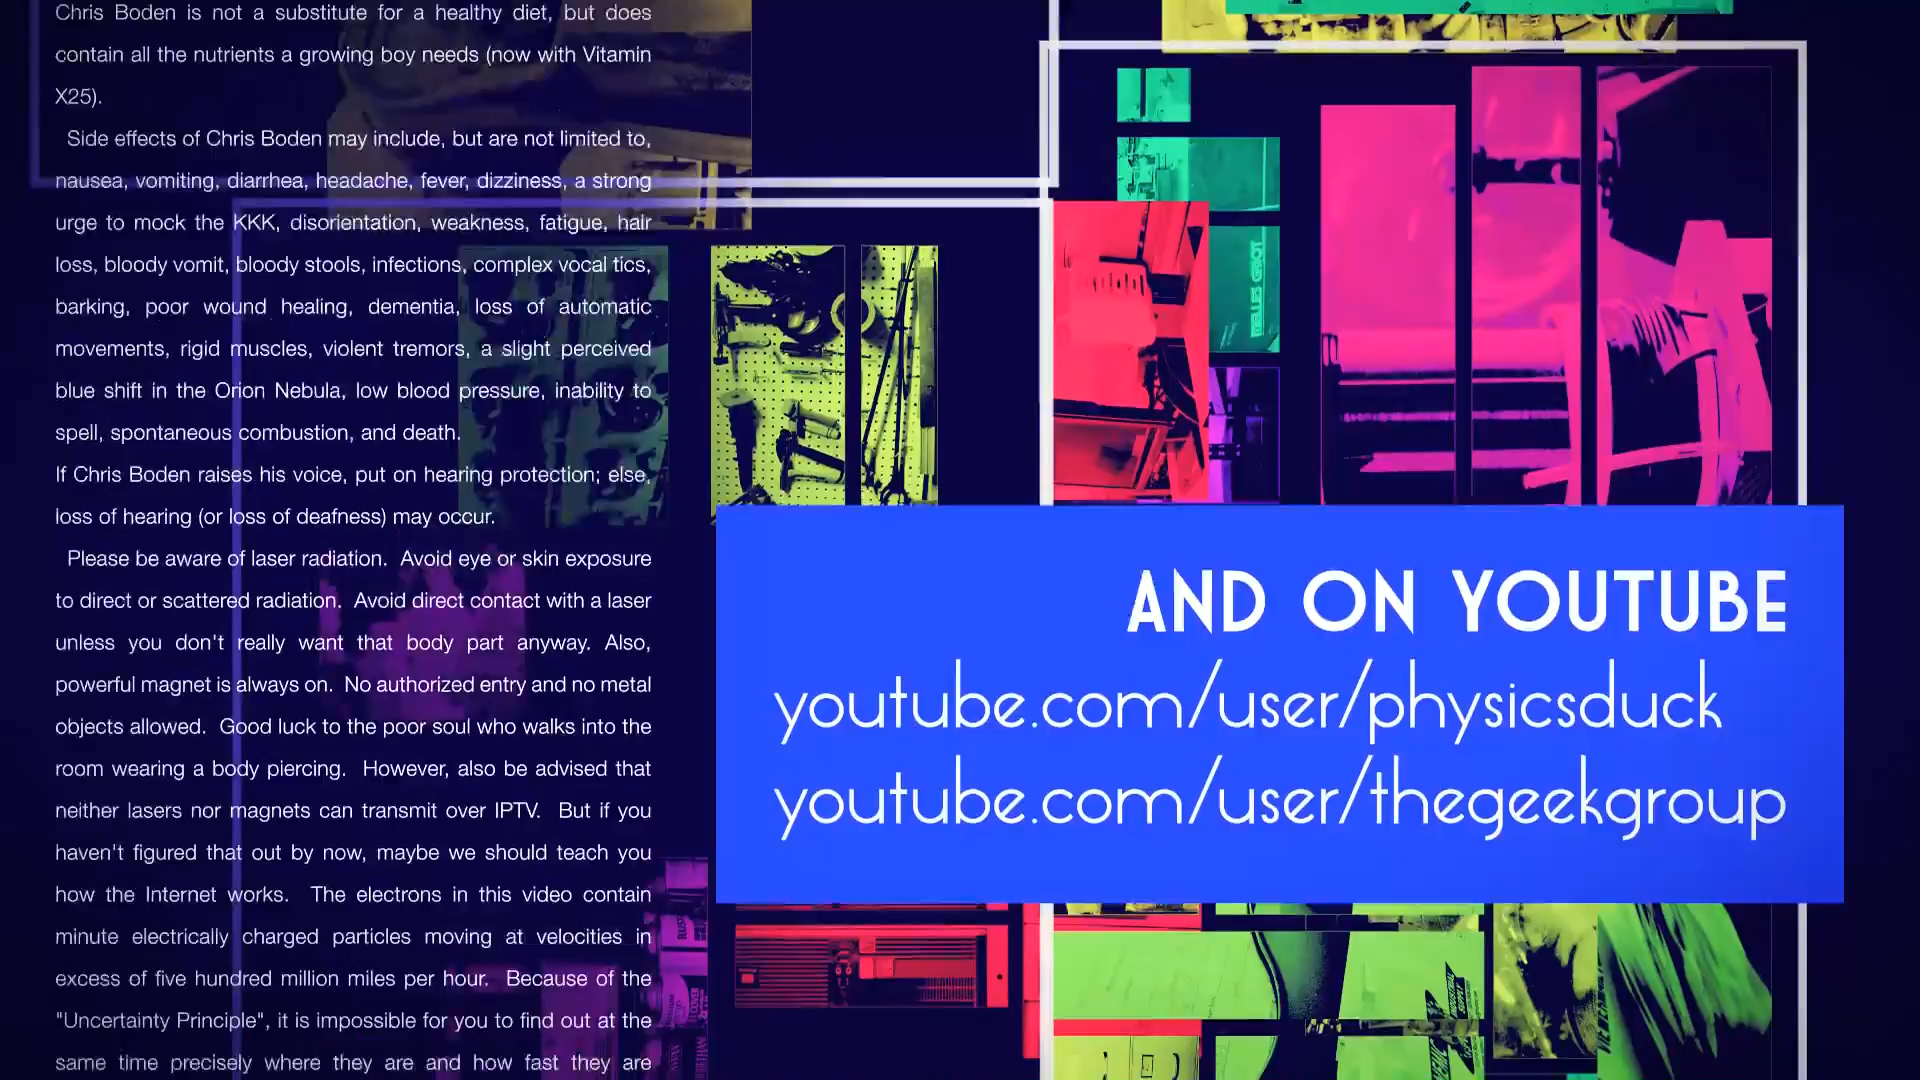 Chris Boden is not a substitute for a healthy diet, but does
contain all the nutrients a growing boy needs (now with Vitamin
X25).
Side effects of Chris Boden may include, but are not limited to,
nausea, vomiting, diarrhea, headache, fever, dizziness, a strong
urge to mock the KKK, disorientation, weakness, fatigue, hair
loss, bloody vomit, bloody stools, infections, complex vocal tics,
barking, poor wound healing, dementia, loss of automatic
movements, rigid muscles, violent tremors, a slight perceived
blue shift in the Orion Nebula, low blood pressure, inability to
spell, spontaneous combustion, and death.
If Chris Boden raises his voice, put on hearing protection; else,
loss of hearing (or loss of deafness) may occur.
Please be aware of laser radiation. Avoid eye or skin exposure
to direct or scattered radiation. Avoid direct contact with a laser
unless you don't really want that body part anyway. Also,
powerful magnet is always on. No authorized entry and no metal
objects allowed. Good luck to the poor soul who walks into the
room wearing a body piercing. However, also be advised that
neither lasers nor magnets can transmit over IPTV. But if you
haven't figured that out by now, maybe we should teach you
how the Internet works. The electrons in this video contain
minute electrically charged particles moving at velocities in
excess of five hundred million miles per hour. Because of the
"Uncertainty Principle", it is impossible for you to find out at the
same time precisely where they are and how fast they are
AND ON YOUTUBE
youtube.com/user/physicsduck
youtube.com/user/thegeekgroup